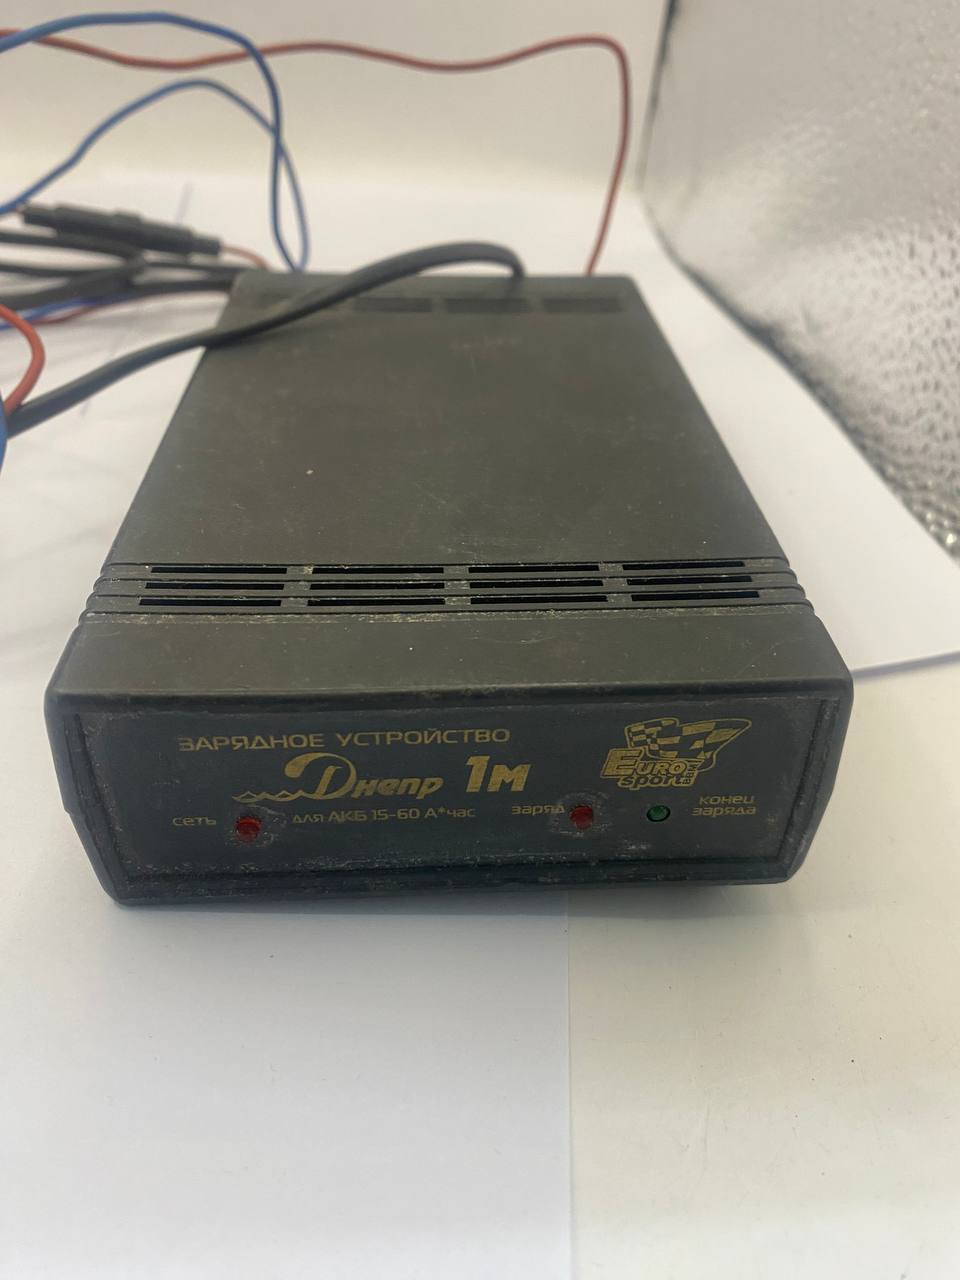 ЗАРЯДНОЕ УСТРОЙСТВО
Днепр 1м
EURO
sport
сеть
для АКБ 15-60 А*час
заряд
конец
заряда